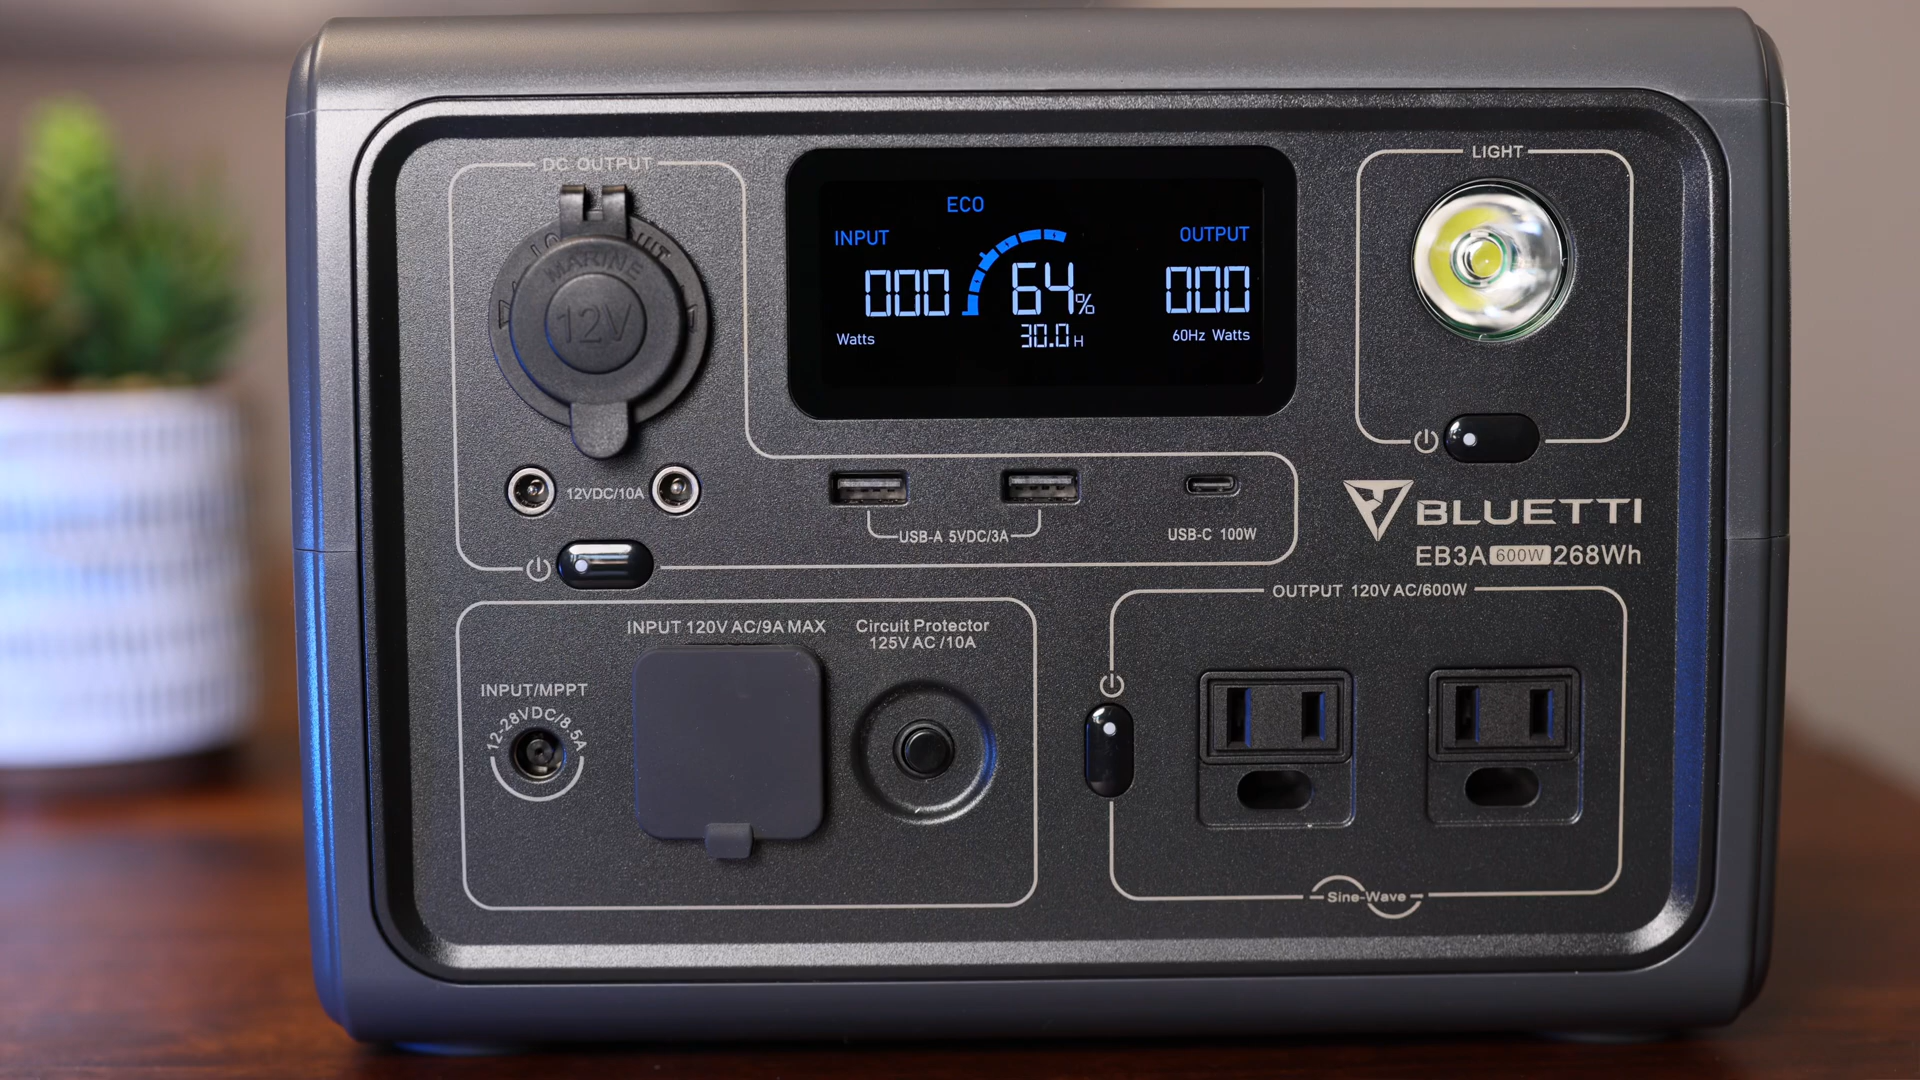 DC OUTPUT
MARINE
12V
12VDC/10A
ECO
INPUT
000
Watts
64%
30.0H
OUTPUT
000
60Hz Watts
LIGHT
USB-A 5VDC/3A
USB-C 100W
BLUETTI
EB3A 600W 268Wh
INPUT 120V AC/9A MAX
Circuit Protector
125V AC /10A
INPUT/MPPT
12-28VDC/8.5A
OUTPUT 120V AC/600W
Sine-Wave